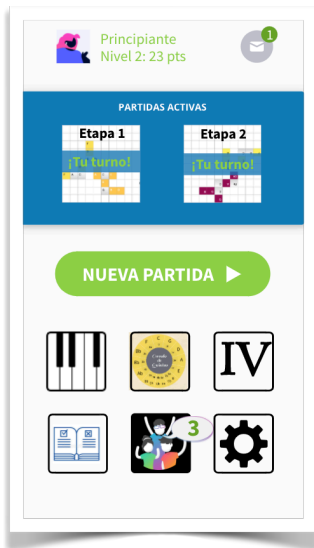 Principiante
Nivel 2: 23 pts
1
PARTIDAS ACTIVAS
Etapa 1
Etapa 2
¡Tu turno!
¡Tu turno!
NUEVA PARTIDA
IV
3